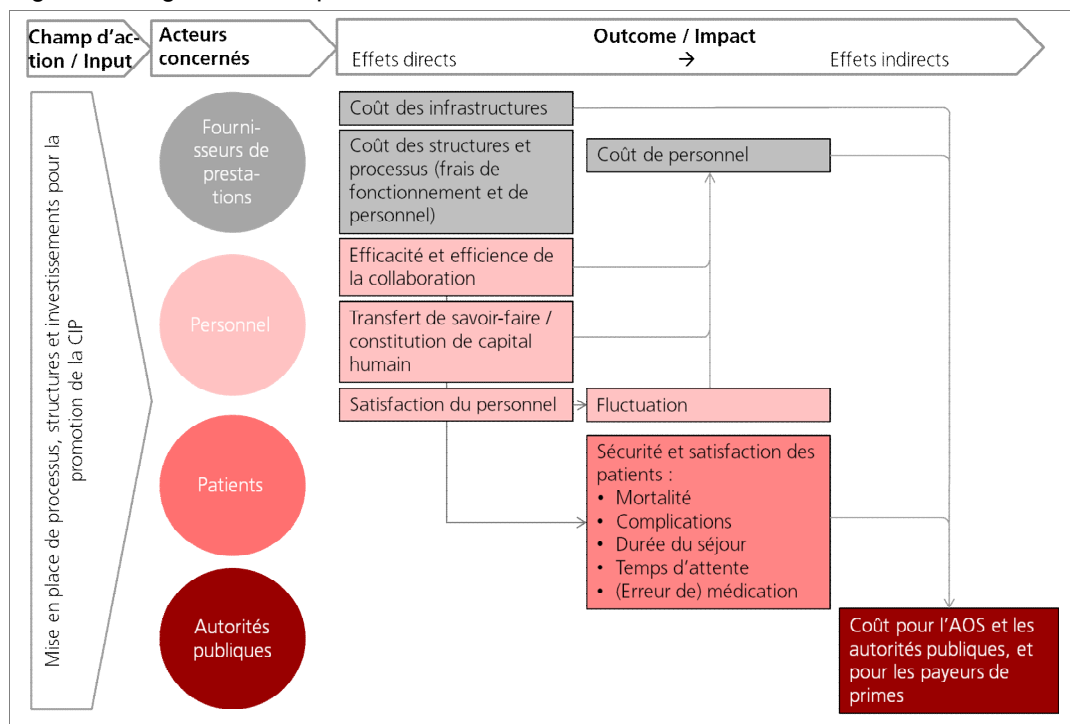 Champ d'ac-
tion / Input
Acteurs
concernés
Outcome / Impact
Effets directs
→
Effets indirects
Mise en place de processus, structures et investissements pour la
promotion de la CIP
Fourni-
sseurs de
presta-
tions
Personnel
Patients
Autorités
publiques
Coût des infrastructures
Coût des structures et
processus (frais de
fonctionnement et de
personnel)
Coût de personnel
Efficacité et efficience de
la collaboration
Transfert de savoir-faire /
constitution de capital
humain
Satisfaction du personnel
Fluctuation
Sécurité et satisfaction des
patients :
• Mortalité
• Complications
• Durée du séjour
• Temps d'attente
• (Erreur de) médication
Coût pour l'AOS et les
autorités publiques, et
pour les payeurs de
primes